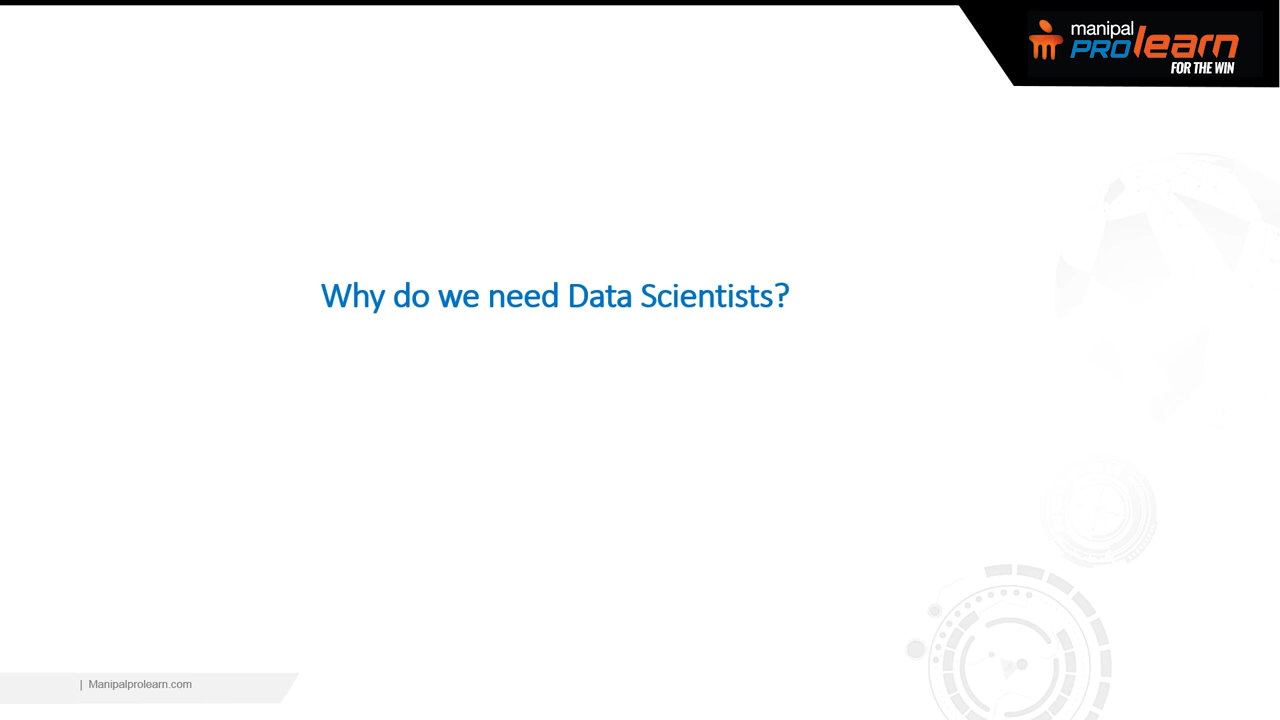 manipal
PROlearn
FOR THE WIN
Why do we need Data Scientists?
| Manipalprolearn.com